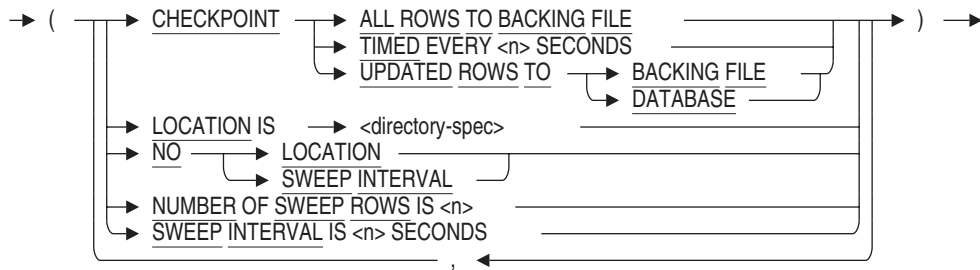 ( CHECKPOINT ALL ROWS TO BACKING FILE )
TIMED EVERY <n> SECONDS
UPDATED ROWS TO BACKING FILE
DATABASE
LOCATION IS <directory-spec>
NO LOCATION
SWEEP INTERVAL
NUMBER OF SWEEP ROWS IS <n>
SWEEP INTERVAL IS <n> SECONDS
,